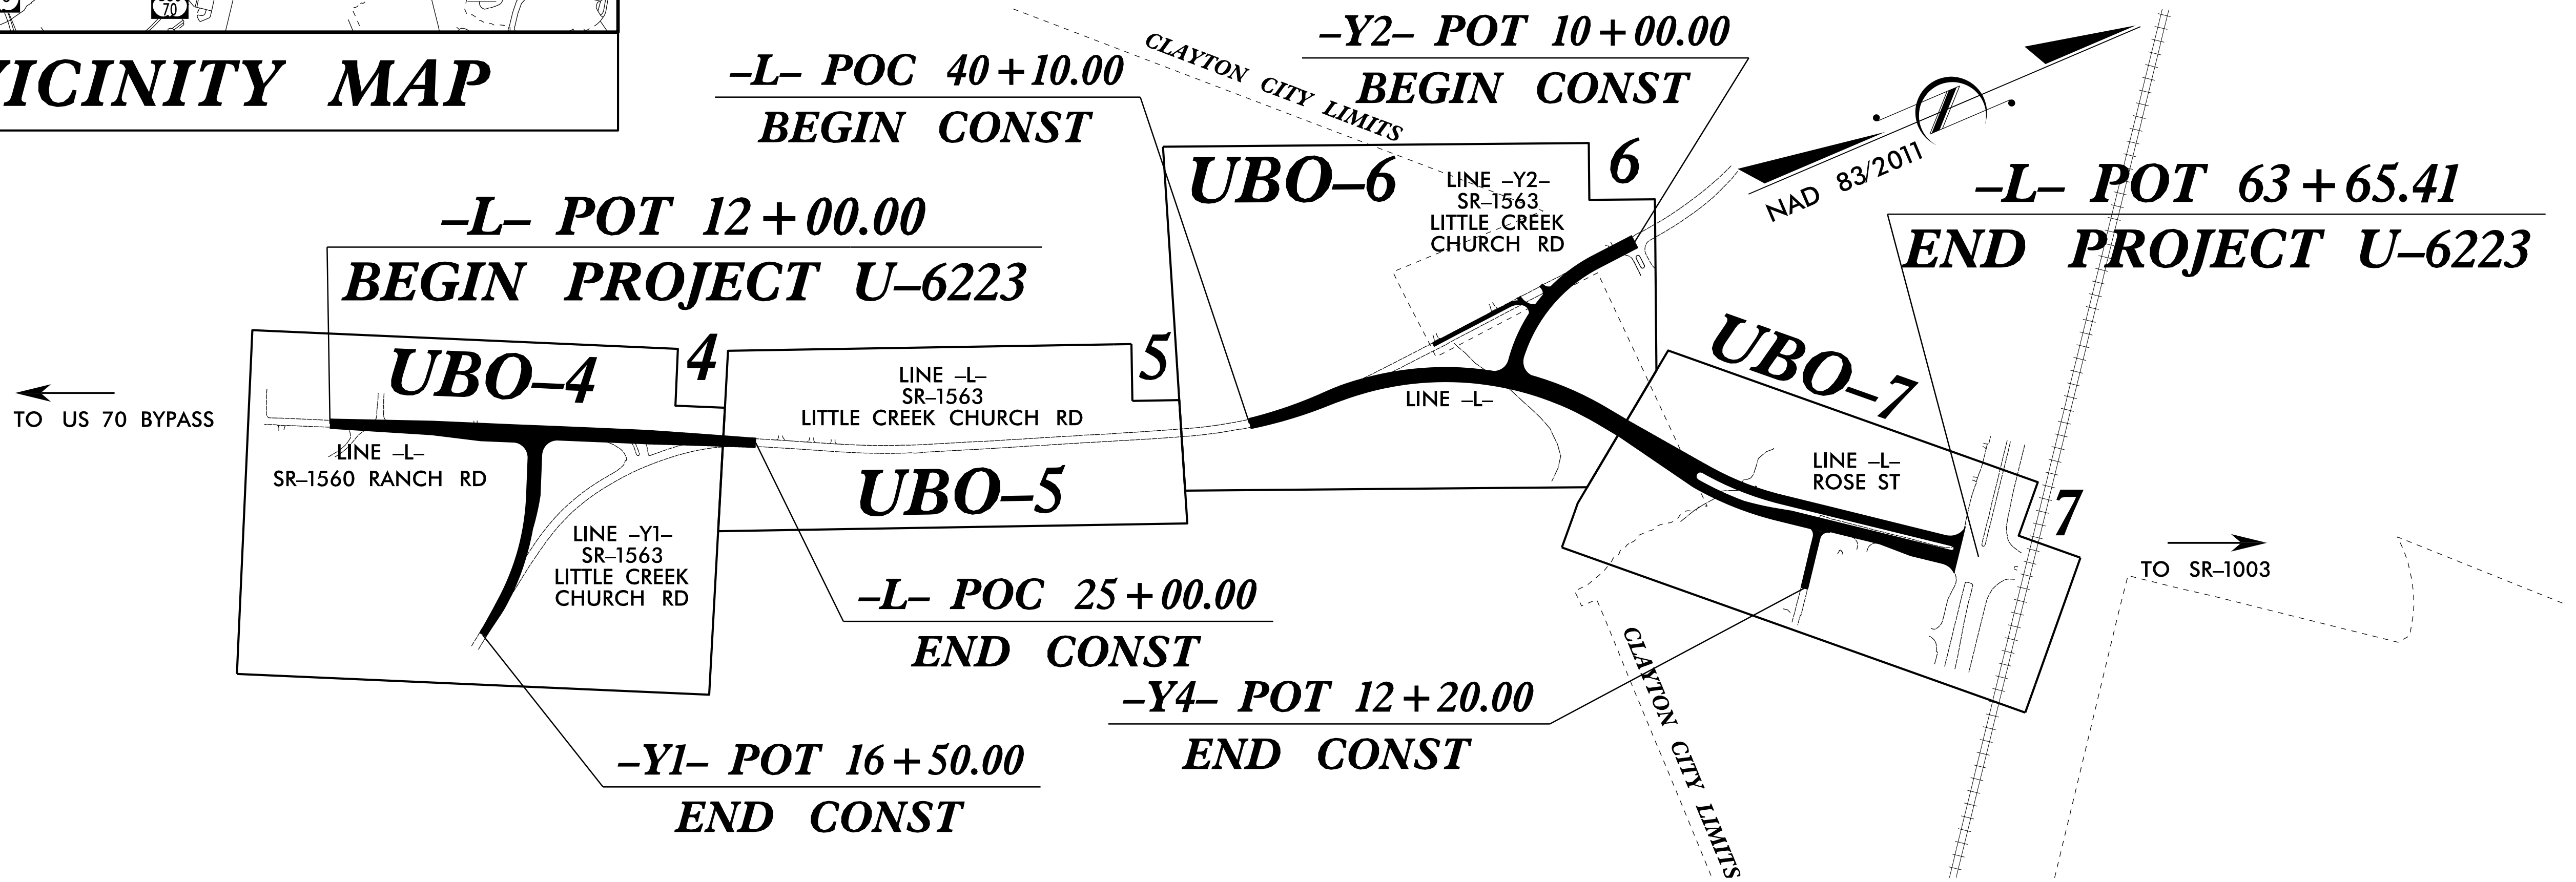 70
VICINITY MAP
–L– POC 40+10.00
BEGIN CONST
CLAYTON CITY LIMITS
–Y2– POT 10+00.00
BEGIN CONST
NAD 83/2011
–L– POT 12+00.00
BEGIN PROJECT U–6223
UBO–6
LINE –Y2–
SR–1563
LITTLE CREEK
CHURCH RD
6
–L– POT 63+65.41
END PROJECT U–6223
UBO–4
4
LINE –L–
SR–1563
LITTLE CREEK CHURCH RD
5
UBO–7
TO US 70 BYPASS
LINE –L–
SR–1560 RANCH RD
UBO–5
LINE –L–
LINE –L–
ROSE ST
7
LINE –Y1–
SR–1563
LITTLE CREEK
CHURCH RD
TO SR–1003
–L– POC 25+00.00
END CONST
–Y4– POT 12+20.00
END CONST
CLAYTON CITY LIMITS
–Y1– POT 16+50.00
END CONST